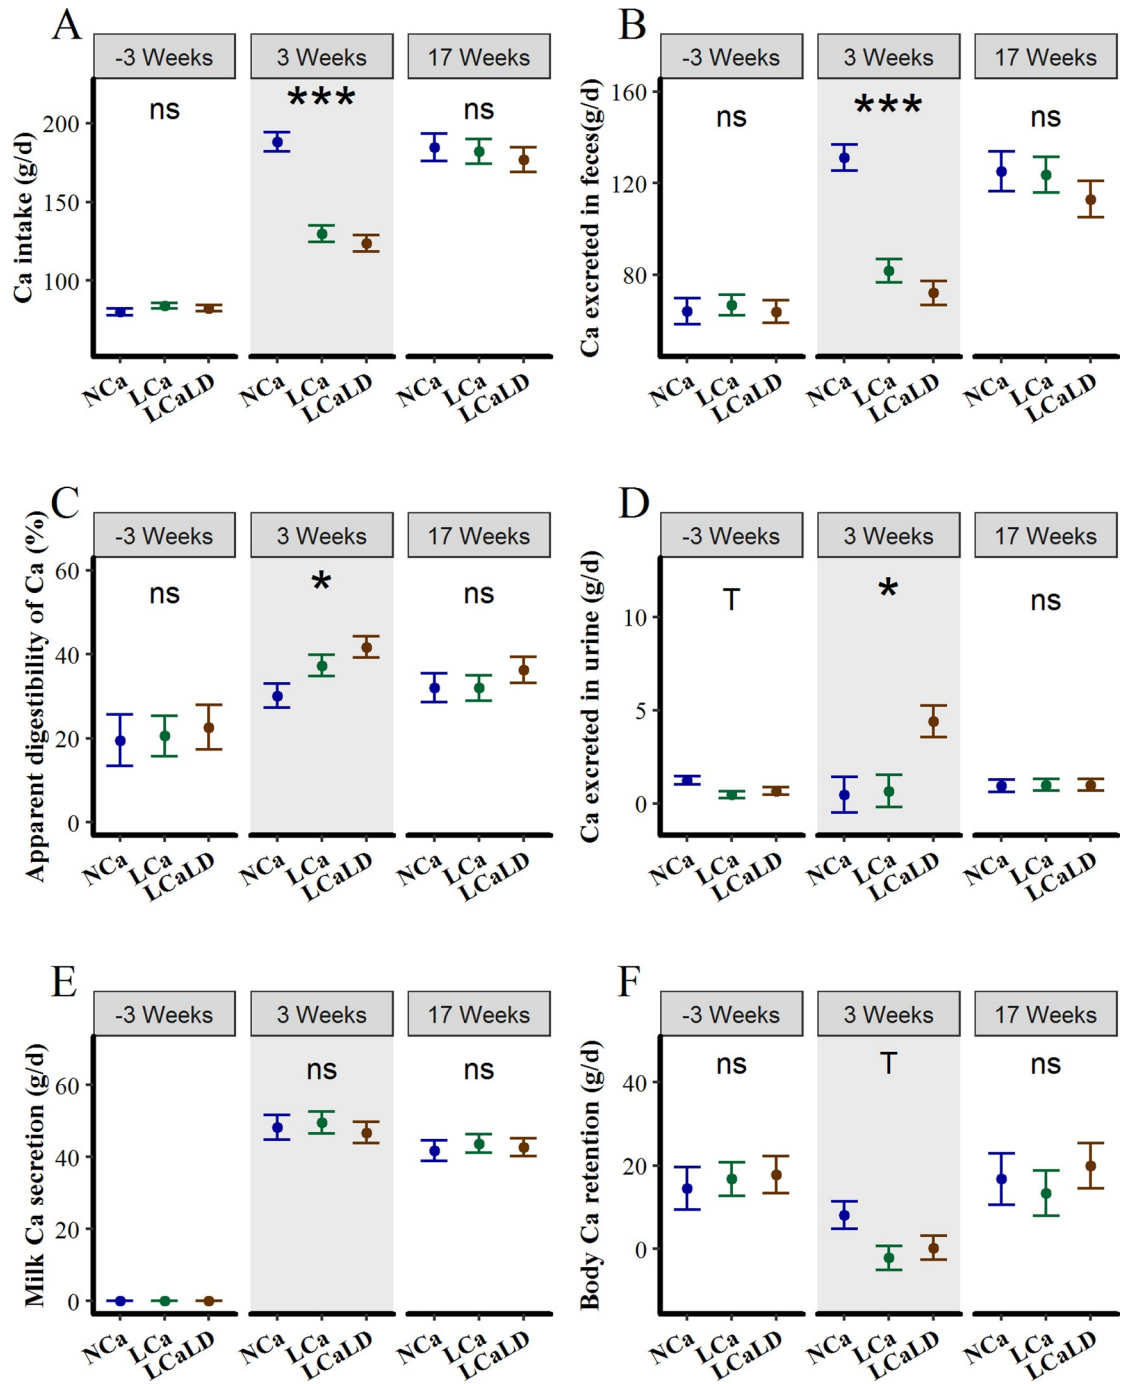 A
-3 Weeks
3 Weeks
17 Weeks
ns
***
ns
Ca intake (g/d)
200
150
100
NCa
LCa
LCaLD
NCa
LCa
LCaLD
NCa
LCa
LCaLD
B
-3 Weeks
3 Weeks
17 Weeks
ns
***
ns
Ca excreted in feces(g/d)
160
120
80
NCa
LCa
LCaLD
NCa
LCa
LCaLD
NCa
LCa
LCaLD
C
-3 Weeks
3 Weeks
17 Weeks
ns
*
ns
Apparent digestibility of Ca (%)
60
40
20
0
NCa
LCa
LCaLD
NCa
LCa
LCaLD
NCa
LCa
LCaLD
D
-3 Weeks
3 Weeks
17 Weeks
T
*
ns
Ca excreted in urine (g/d)
10
5
0
NCa
LCa
LCaLD
NCa
LCa
LCaLD
NCa
LCa
LCaLD
E
-3 Weeks
3 Weeks
17 Weeks
ns
ns
Milk Ca secretion (g/d)
60
40
20
0
NCa
LCa
LCaLD
NCa
LCa
LCaLD
NCa
LCa
LCaLD
F
-3 Weeks
3 Weeks
17 Weeks
ns
T
ns
Body Ca retention (g/d)
40
20
0
NCa
LCa
LCaLD
NCa
LCa
LCaLD
NCa
LCa
LCaLD